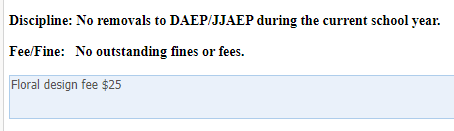 Discipline: No removals to DAEP/JJAEP during the current school year.
Fee/Fine: No outstanding fines or fees.
Floral design fee $25